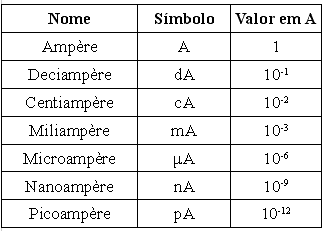 Nome Símbolo Valor em A
Ampère A 1
Deciampère dA 10⁻¹
Centiampère cA 10⁻²
Miliampère mA 10⁻³
Microampère µA 10⁻⁶
Nanoampère nA 10⁻⁹
Picoampère pA 10⁻¹²